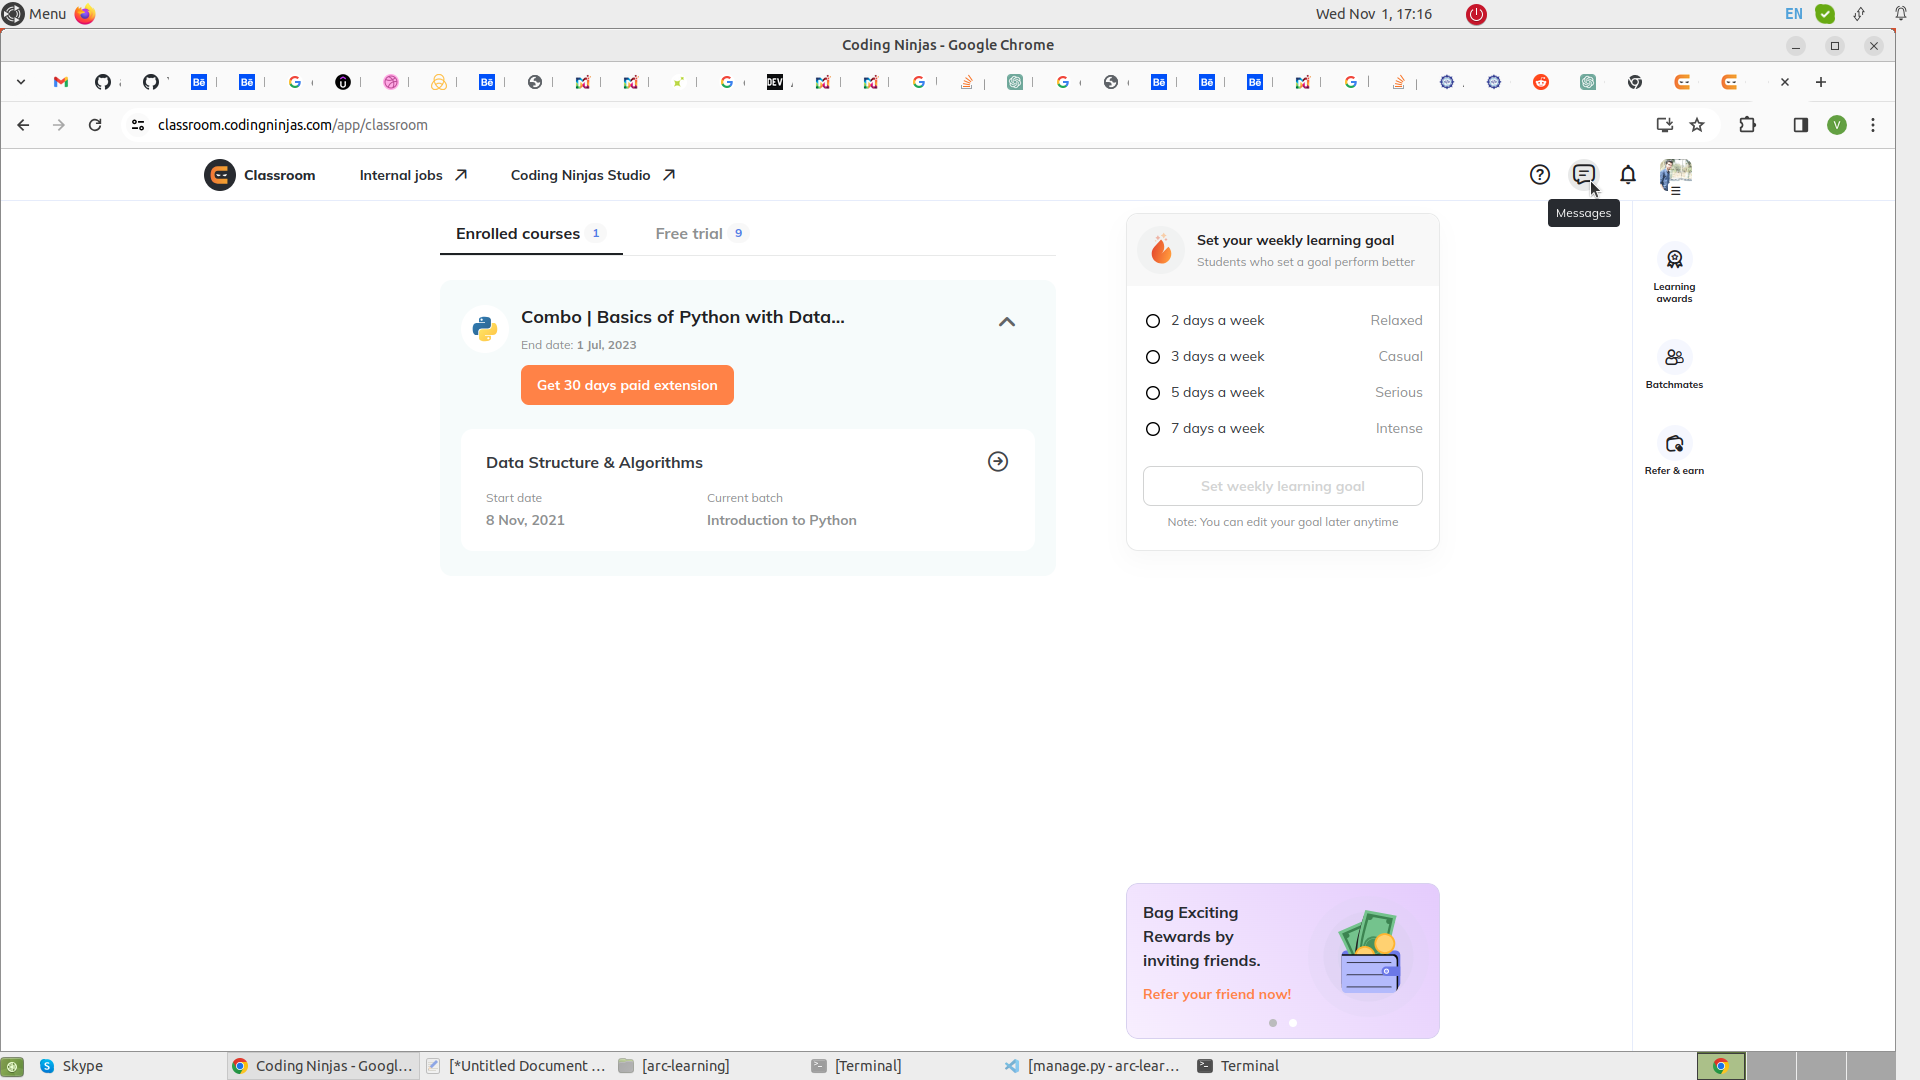 Menu
Wed Nov 1, 17:16
EN
Coding Ninjas - Google Chrome
classroom.codingninjas.com/app/classroom
V
Classroom
Internal jobs
Coding Ninjas Studio
Messages
Enrolled courses 1
Free trial 9
Combo | Basics of Python with Data...
End date: 1 Jul, 2023
Get 30 days paid extension
Data Structure & Algorithms
Start date
8 Nov, 2021
Current batch
Introduction to Python
Set your weekly learning goal
Students who set a goal perform better
2 days a week Relaxed
3 days a week Casual
5 days a week Serious
7 days a week Intense
Set weekly learning goal
Note: You can edit your goal later anytime
Learning
awards
Batchmates
Refer & earn
Bag Exciting
Rewards by
inviting friends.
Refer your friend now!
Skype
Coding Ninjas - Googl...
[*Untitled Document ...
[arc-learning]
[Terminal]
[manage.py - arc-lear...
Terminal